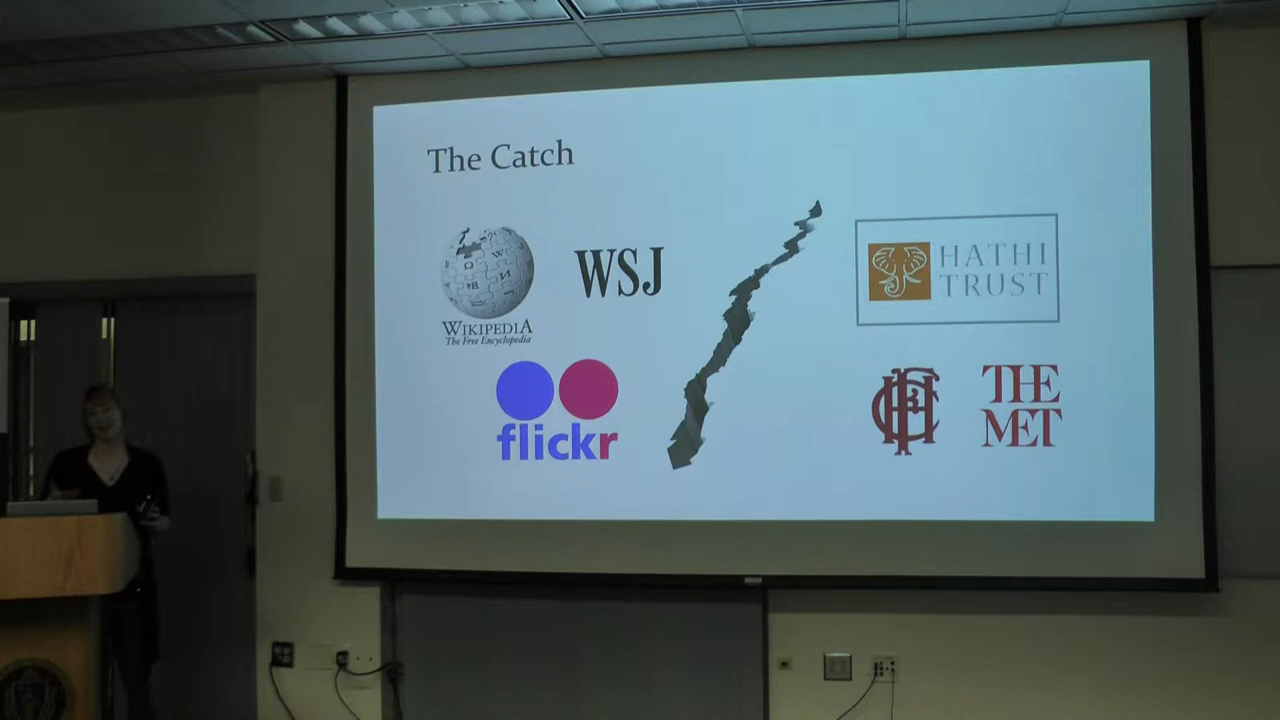 The Catch
WIKIPEDIA
The Free Encyclopedia
WSJ
flickr
HATHI
TRUST
THE
MET